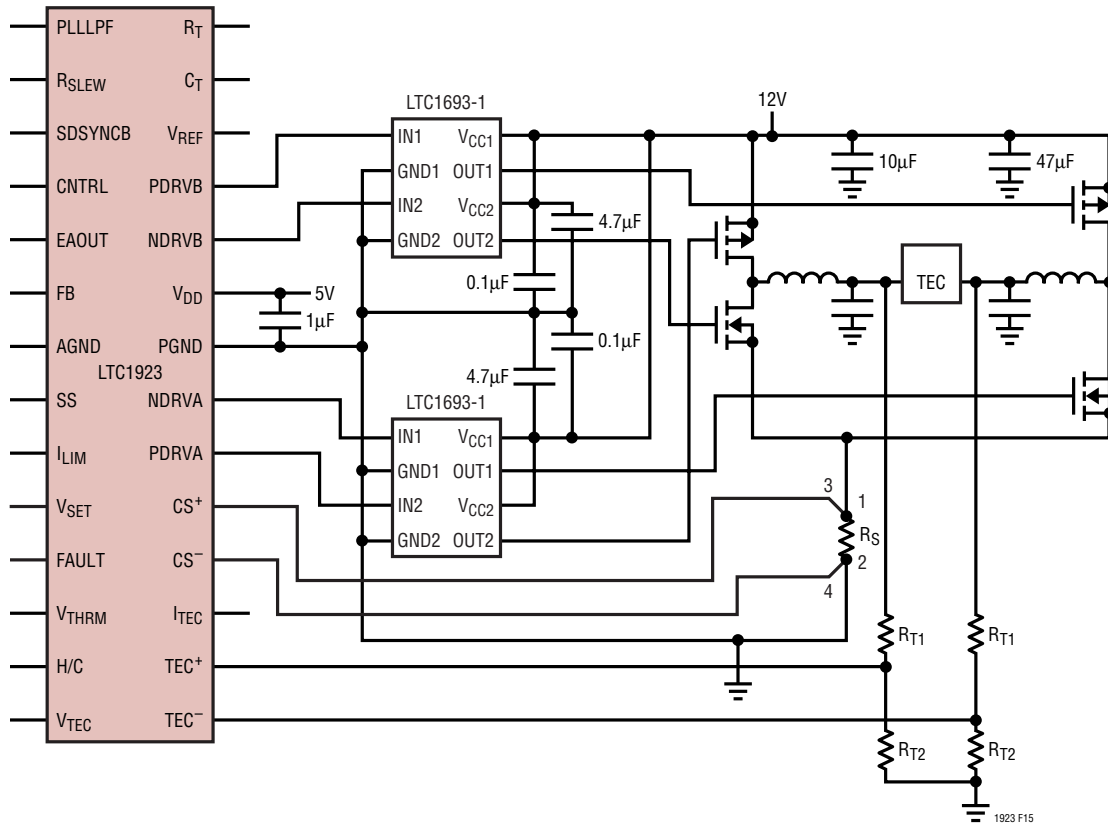 PLLLPF
RSLEW
SDSYNCB
CNTRL
EAOUT
FB
AGND
SS
ILIM
VSET
FAULT
VTHRM
H/C
VTEC
LTC1923
RT
CT
VREF
PDRVB
NDRVB
VDD
PGND
NDRVA
PDRVA
CS+
CS−
ITEC
TEC+
TEC−
5V
1µF
LTC1693-1
IN1
GND1
IN2
GND2
VCC1
OUT1
VCC2
OUT2
4.7µF
0.1µF
0.1µF
4.7µF
LTC1693-1
IN1
GND1
IN2
GND2
VCC1
OUT1
VCC2
OUT2
12V
10µF
47µF
TEC
3
1
RS
2
4
RT1
RT1
RT2
RT2
1923 F15